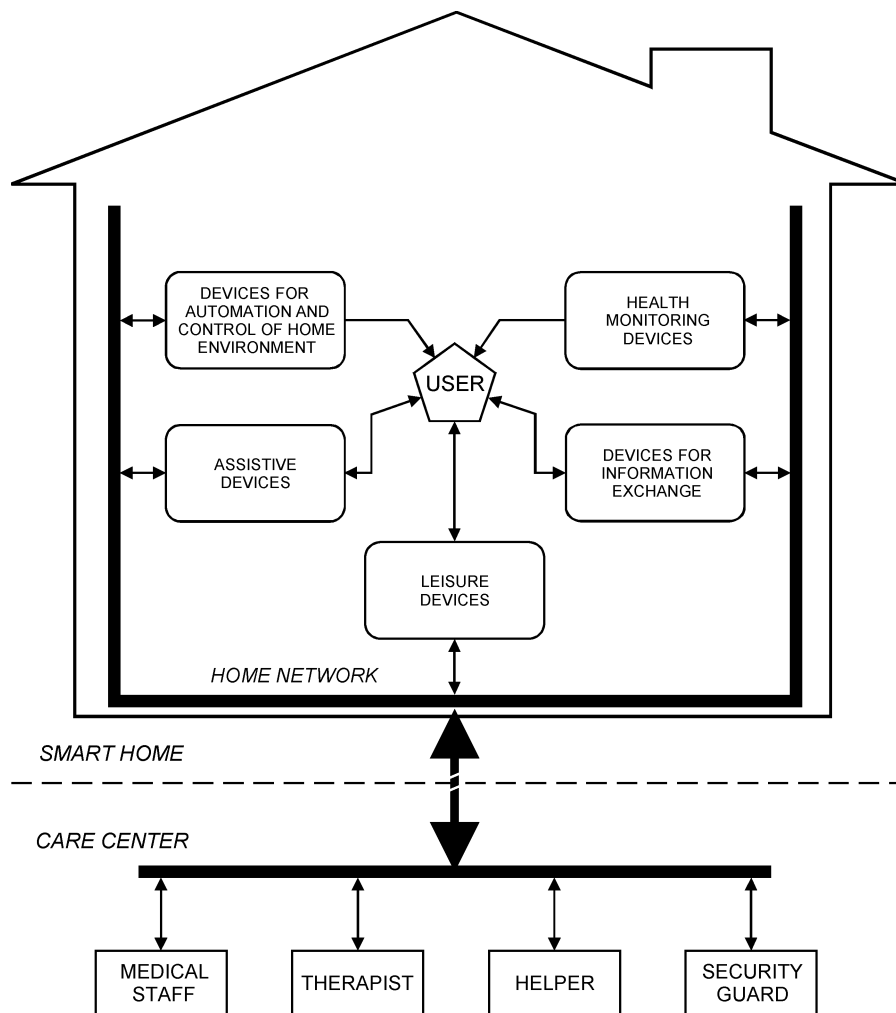 DEVICES FOR
AUTOMATION AND
CONTROL OF HOME
ENVIRONMENT
HEALTH
MONITORING
DEVICES
USER
ASSISTIVE
DEVICES
DEVICES FOR
INFORMATION
EXCHANGE
LEISURE
DEVICES
HOME NETWORK
SMART HOME
CARE CENTER
MEDICAL
STAFF
THERAPIST
HELPER
SECURITY
GUARD